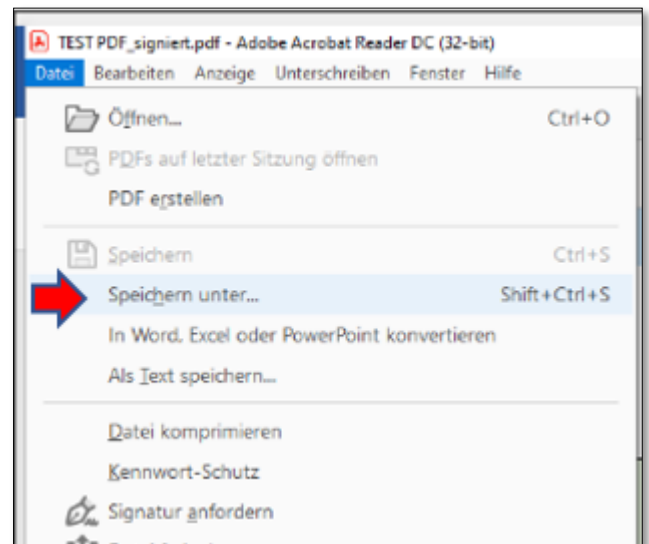 TEST PDF_signiert.pdf - Adobe Acrobat Reader DC (32-bit)
Datei Bearbeiten Anzeige Unterschreiben Fenster Hilfe
Öffnen... Ctrl+O
PDFs auf letzter Sitzung öffnen
PDF erstellen
Speichern Ctrl+S
Speichern unter... Shift+Ctrl+S
In Word, Excel oder PowerPoint konvertieren
Als Text speichern...
Datei komprimieren
Kennwort-Schutz
Signatur anfordern